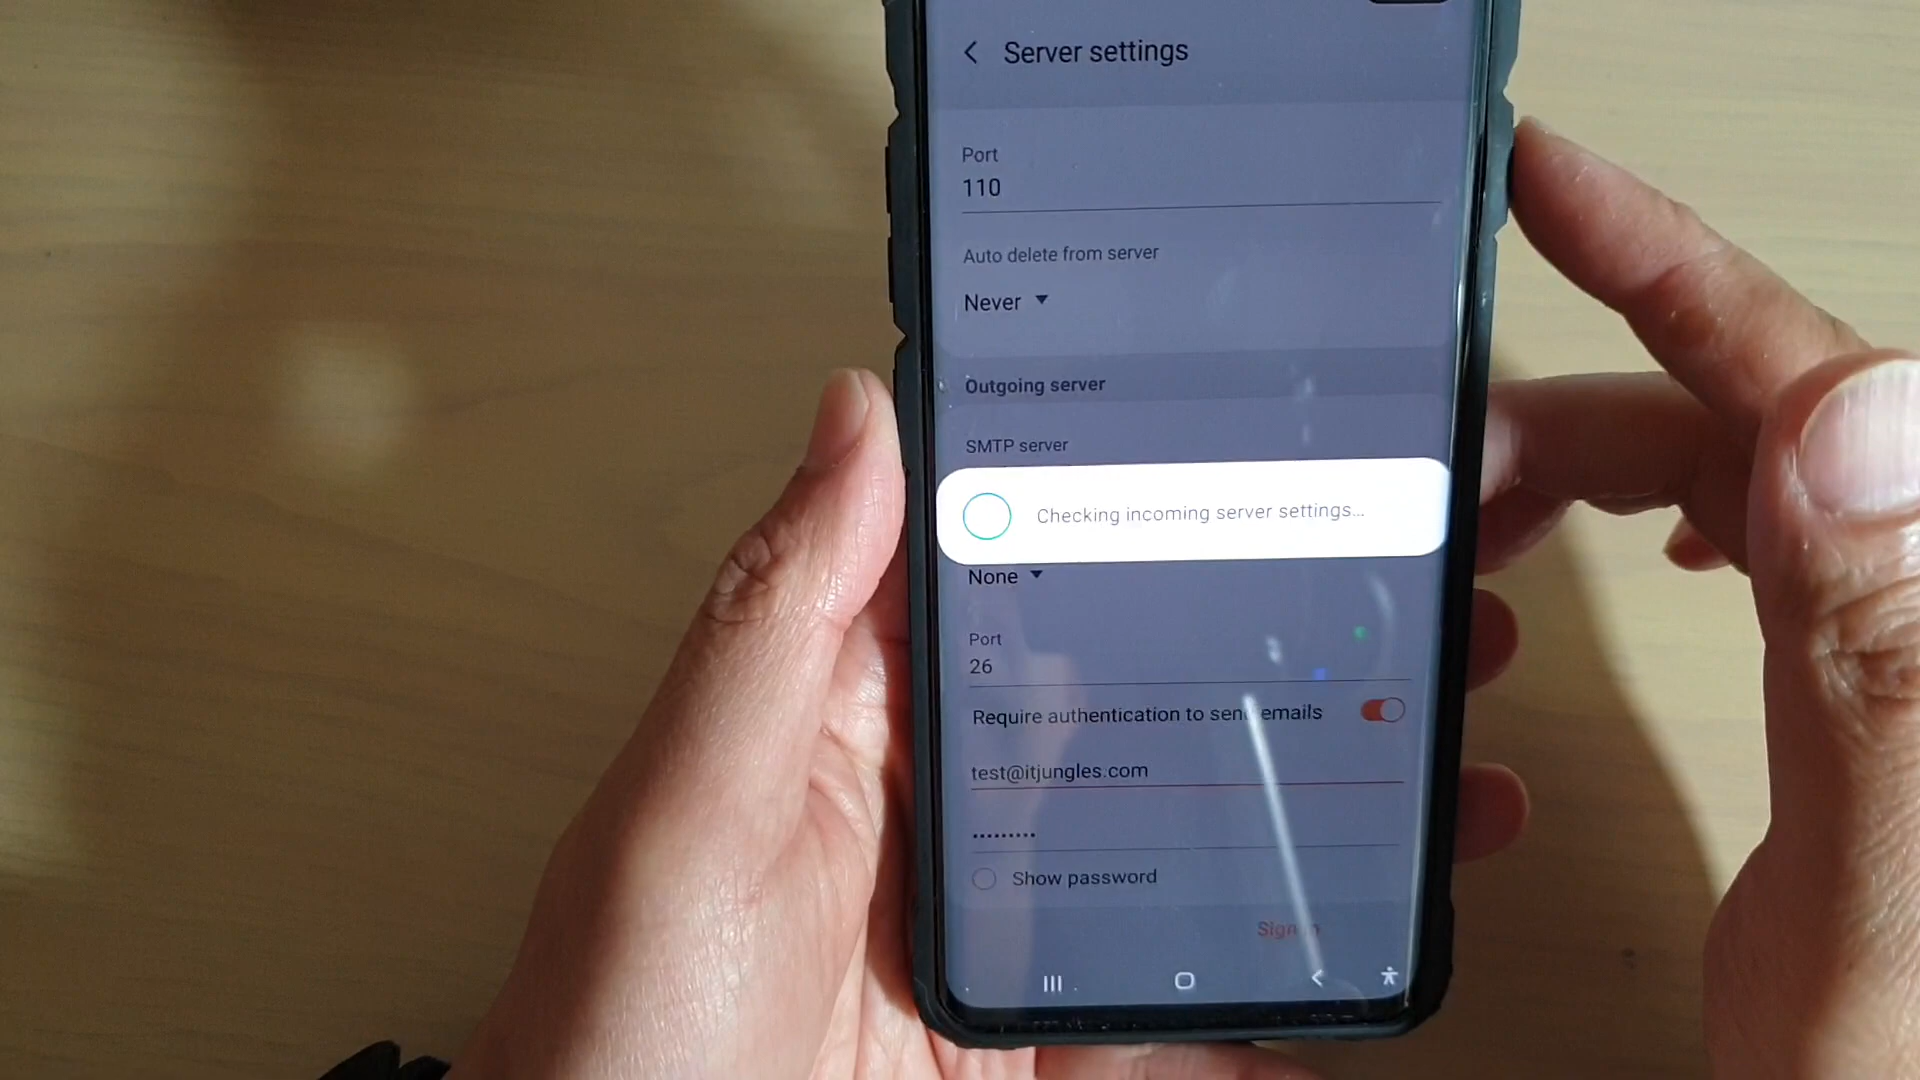 Server settings
Port
110
Auto delete from server
Never
Outgoing server
SMTP server
Checking incoming server settings...
None
Port
26
Require authentication to send emails
test@itjungles.com
•••••••••
Show password
Sign in